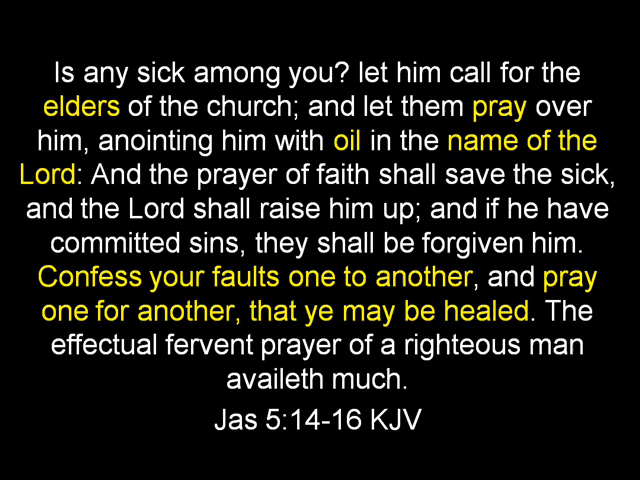 Is any sick among you? let him call for the
elders of the church; and let them pray over
him, anointing him with oil in the name of the
Lord: And the prayer of faith shall save the sick,
and the Lord shall raise him up; and if he have
committed sins, they shall be forgiven him.
Confess your faults one to another, and pray
one for another, that ye may be healed. The
effectual fervent prayer of a righteous man
availeth much.
Jas 5:14-16 KJV